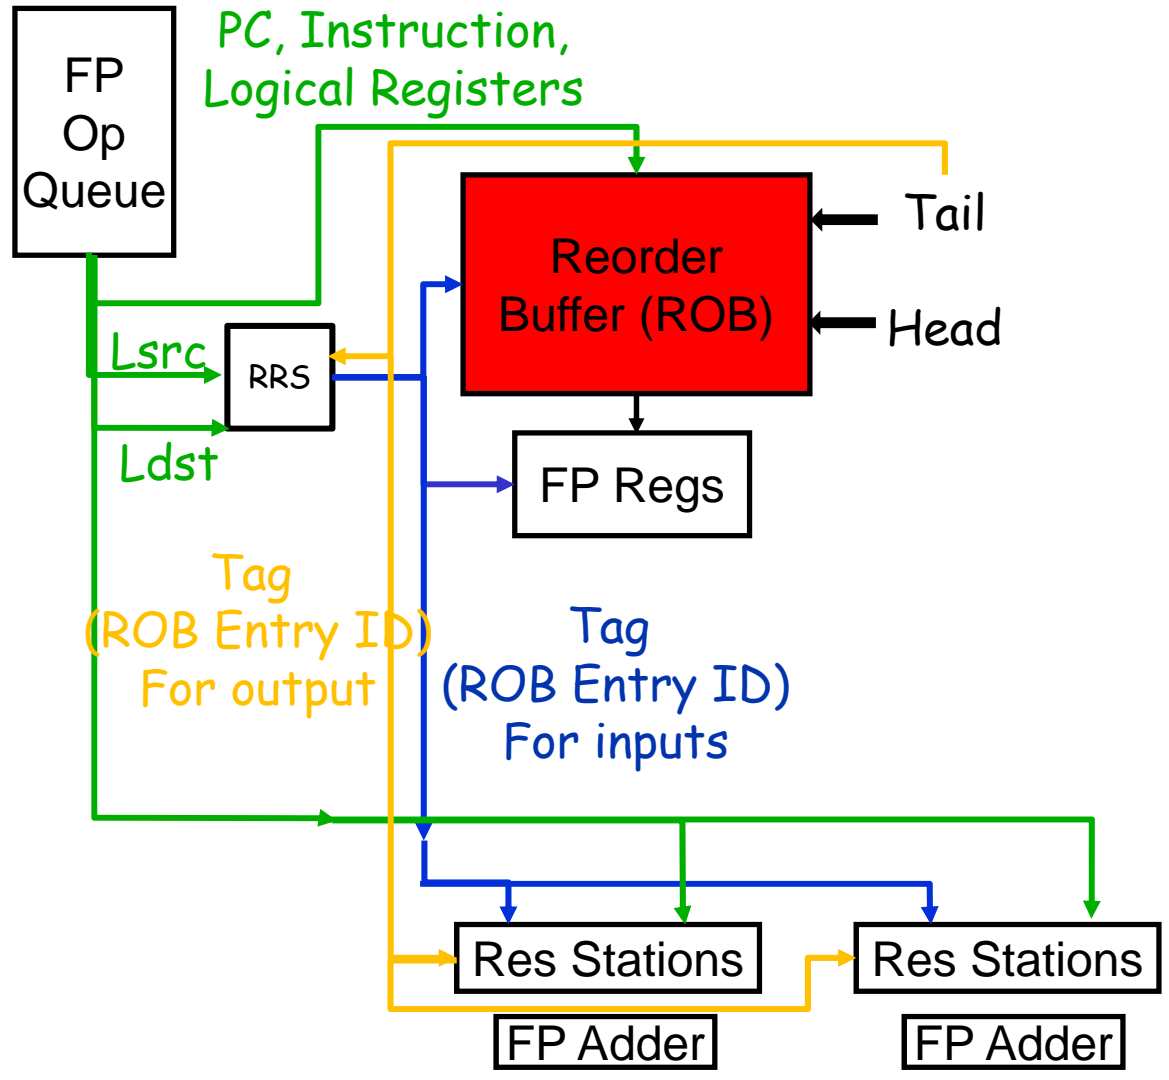 FP
Op
Queue
PC, Instruction,
Logical Registers
Tail
Reorder
Buffer (ROB)
Head
Lsrc
RRS
Ldst
FP Regs
Tag
(ROB Entry ID)
For output
Tag
(ROB Entry ID)
For inputs
Res Stations
Res Stations
FP Adder
FP Adder